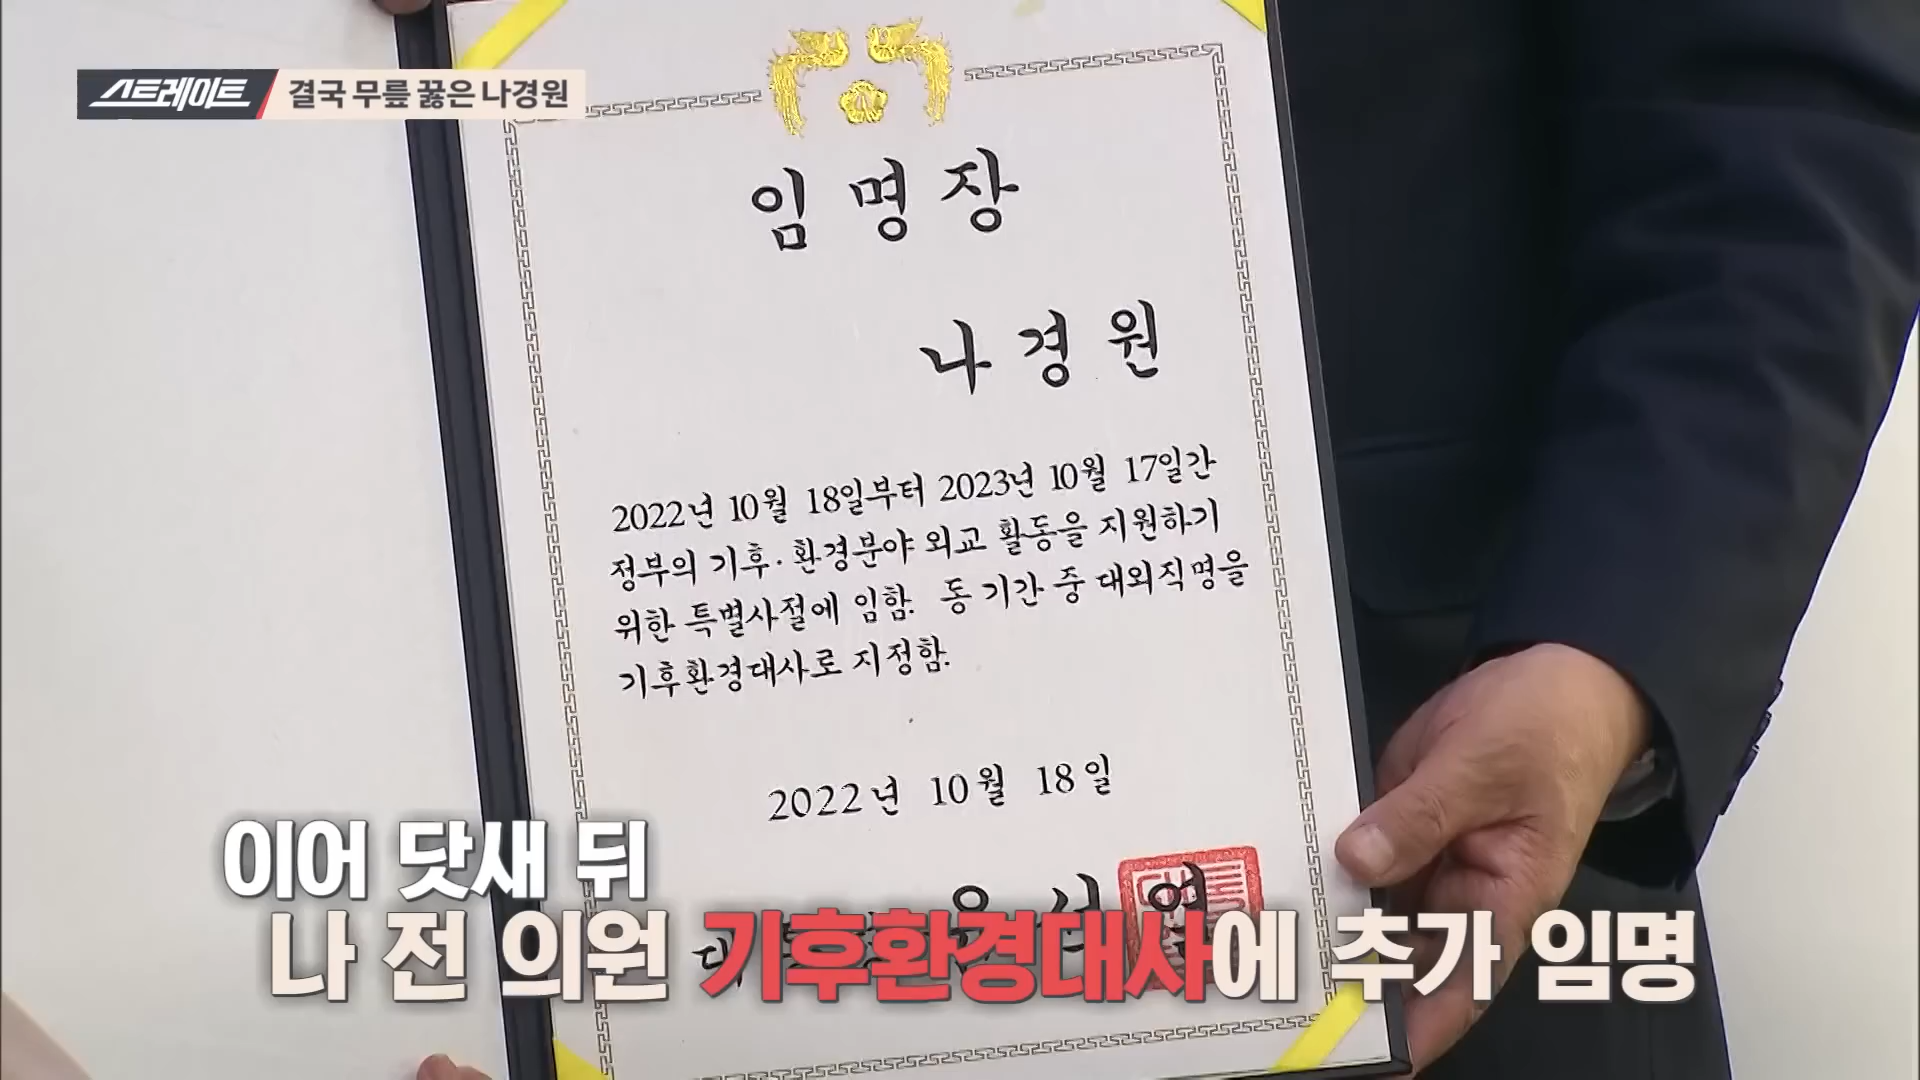 스트레이트 결국 무릎 꿇은 나경원
임명장
나경원
2022년 10월 18일부터 2023년 10월 17일간
정부의 기후·환경분야 외교 활동을 지원하기
위한 특별사절에 임함. 동 기간 중 대외직명을
기후환경대사로 지정함.
2022년 10월 18일
이어 닷새 뒤
나 전 의원 기후환경대사에 추가 임명